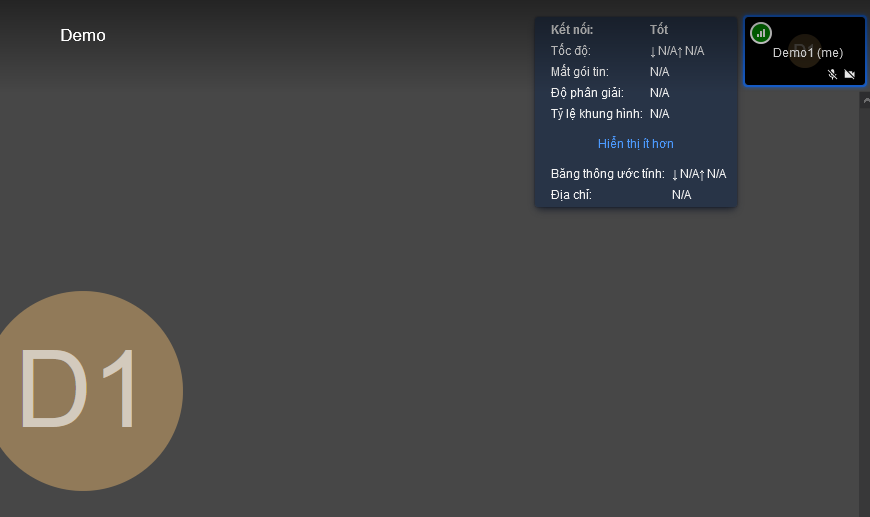 Demo
Kết nối: Tốt
Tốc độ: ↓N/A↑N/A
Mất gói tin: N/A
Độ phân giải: N/A
Tỷ lệ khung hình: N/A
Hiển thị ít hơn
Băng thông ước tính: ↓N/A↑N/A
Địa chỉ: N/A
Demo1 (me)
D1